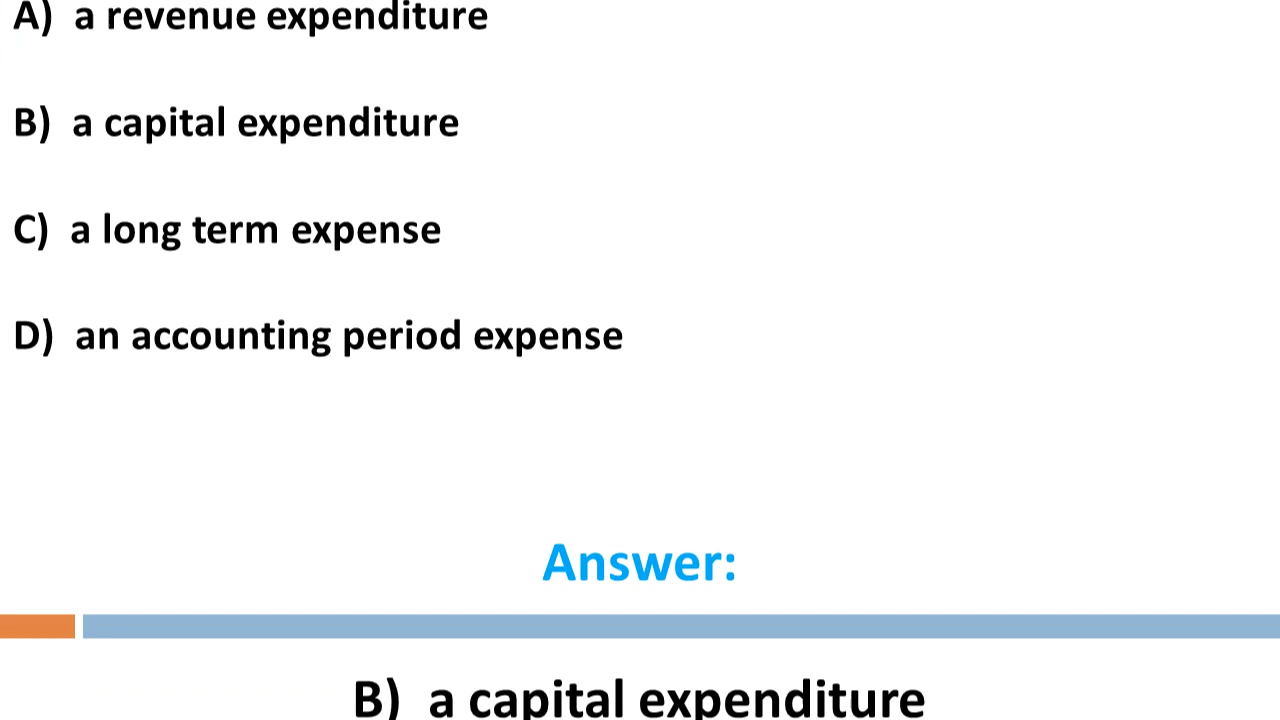 A) a revenue expenditure
B) a capital expenditure
C) a long term expense
D) an accounting period expense
Answer:
B) a capital expenditure